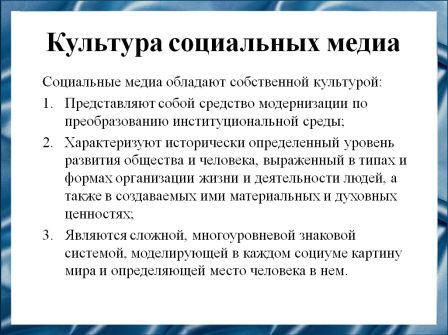 Культура социальных медиа
Социальные медиа обладают собственной культурой:
1. Представляют собой средство модернизации по
преобразованию институциональной среды;
2. Характеризуют исторически определенный уровень
развития общества и человека, выраженный в типах и
формах организации жизни и деятельности людей, а
также в создаваемых ими материальных и духовных
ценностях;
3. Являются сложной, многоуровневой знаковой
системой, моделирующей в каждом социуме картину
мира и определяющей место человека в нем.